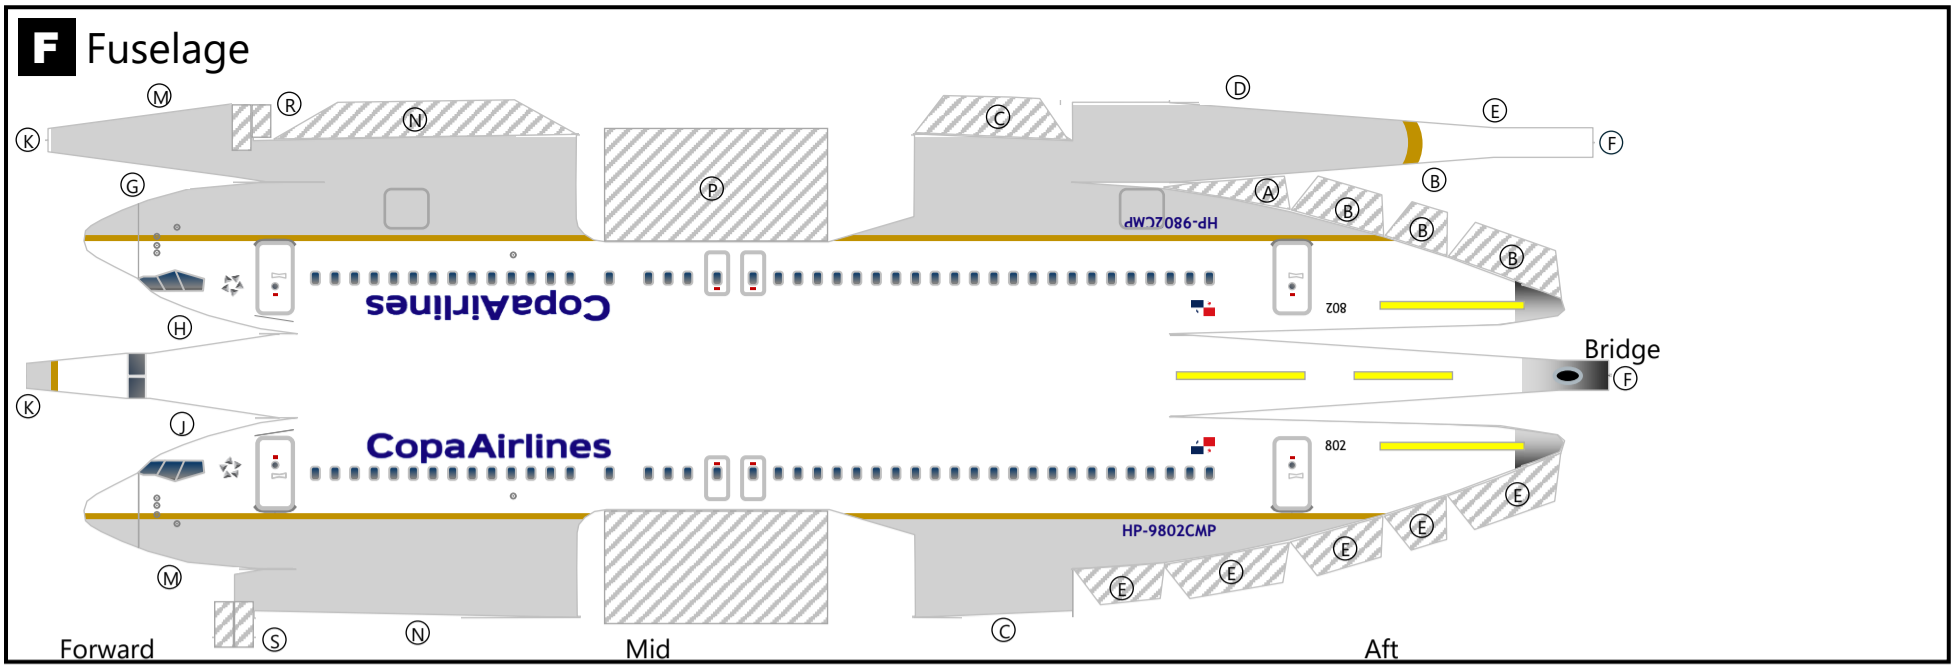 F Fuselage
M
R
N
C
D
E
K
P
F
G
A
B
B
B
B
HP-9802CMP
CopaAirlines
802
H
Bridge
K
F
J
CopaAirlines
802
HP-9802CMP
E
E
E
E
E
M
S
N
C
Forward Mid Aft